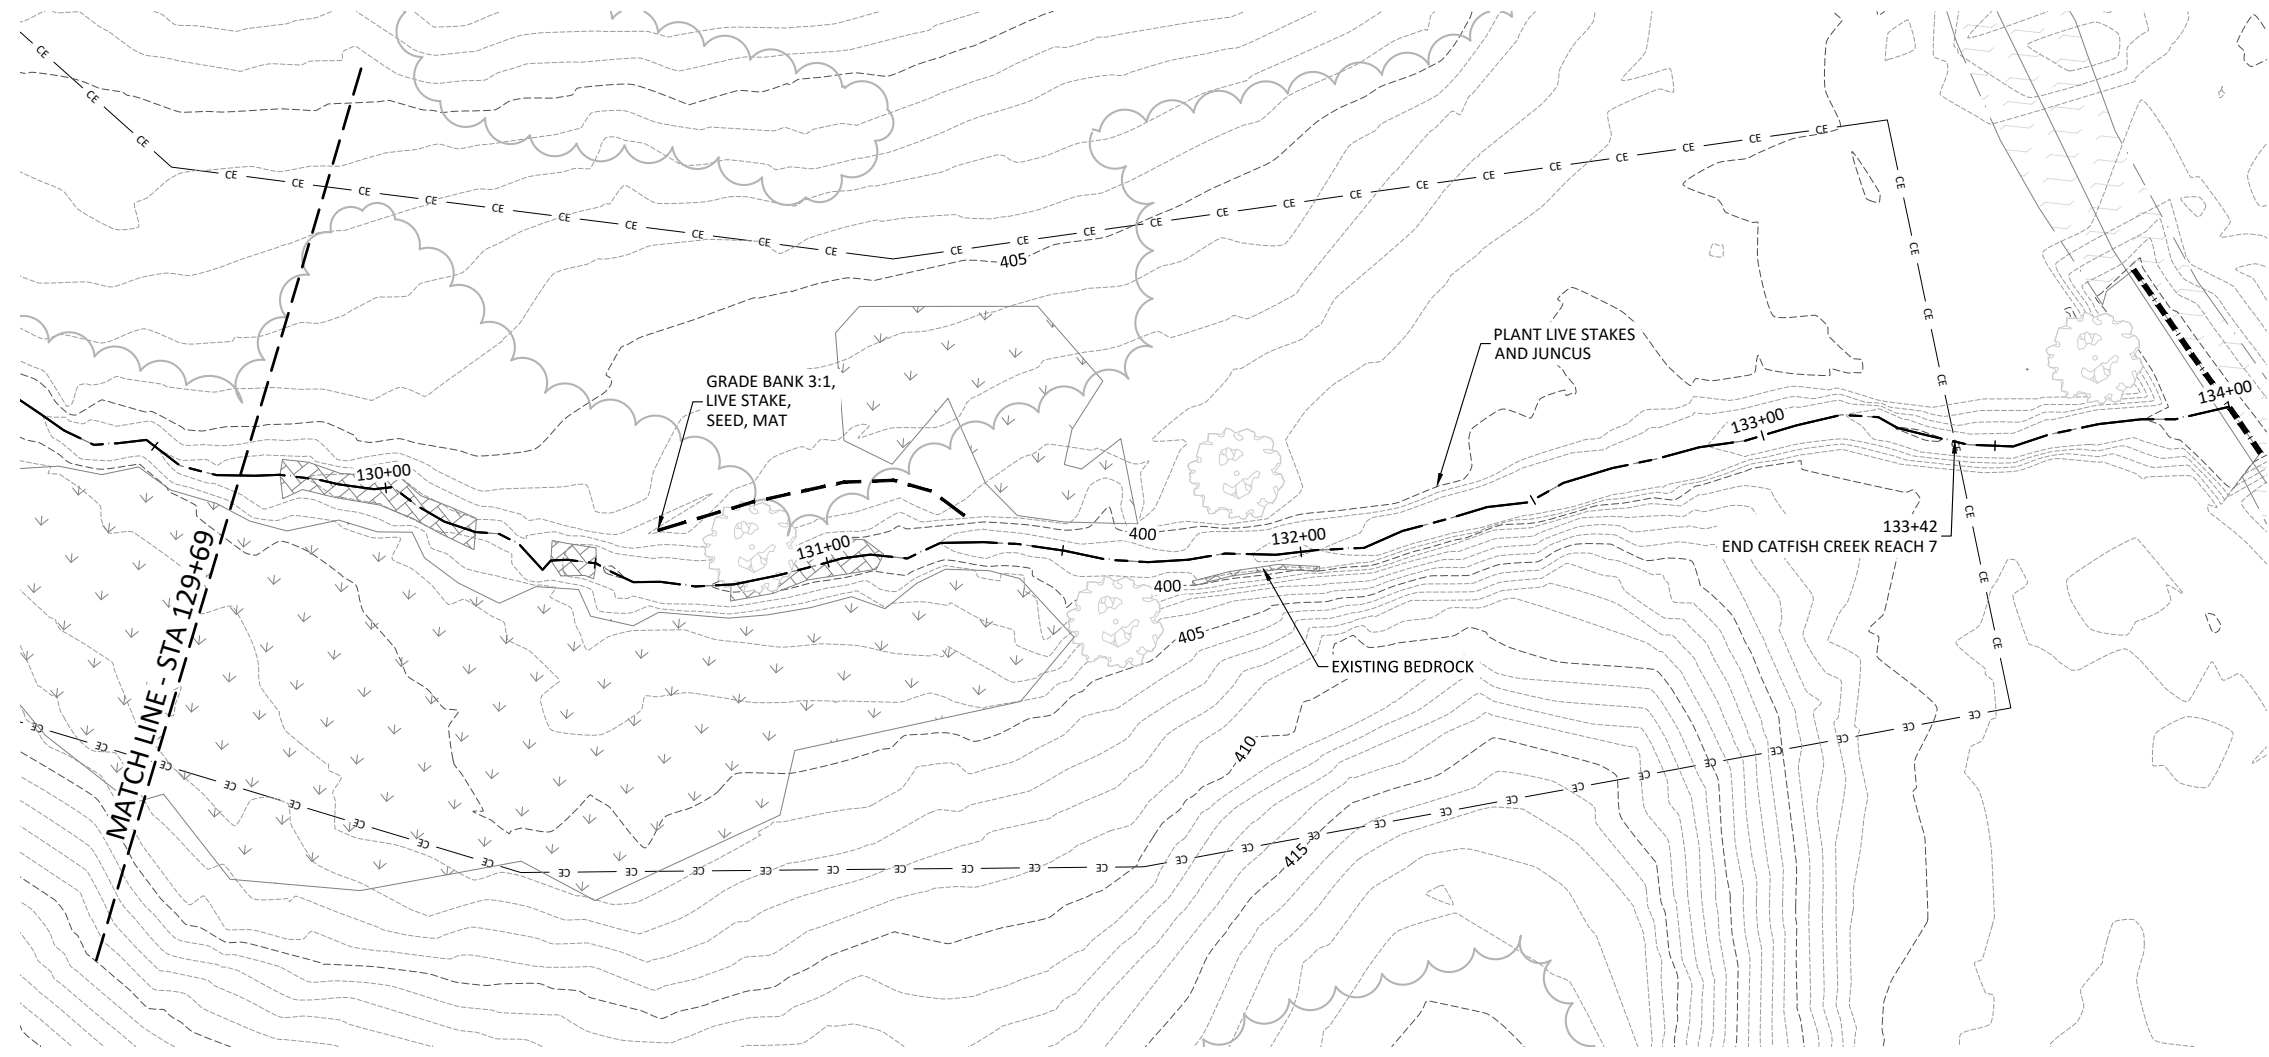 CE
405
PLANT LIVE STAKES
AND JUNCUS
GRADE BANK 3:1,
LIVE STAKE,
SEED, MAT
130+00
131+00
132+00
133+00
134+00
400
400
405
133+42
END CATFISH CREEK REACH 7
EXISTING BEDROCK
MATCH LINE - STA 129+69
410
415